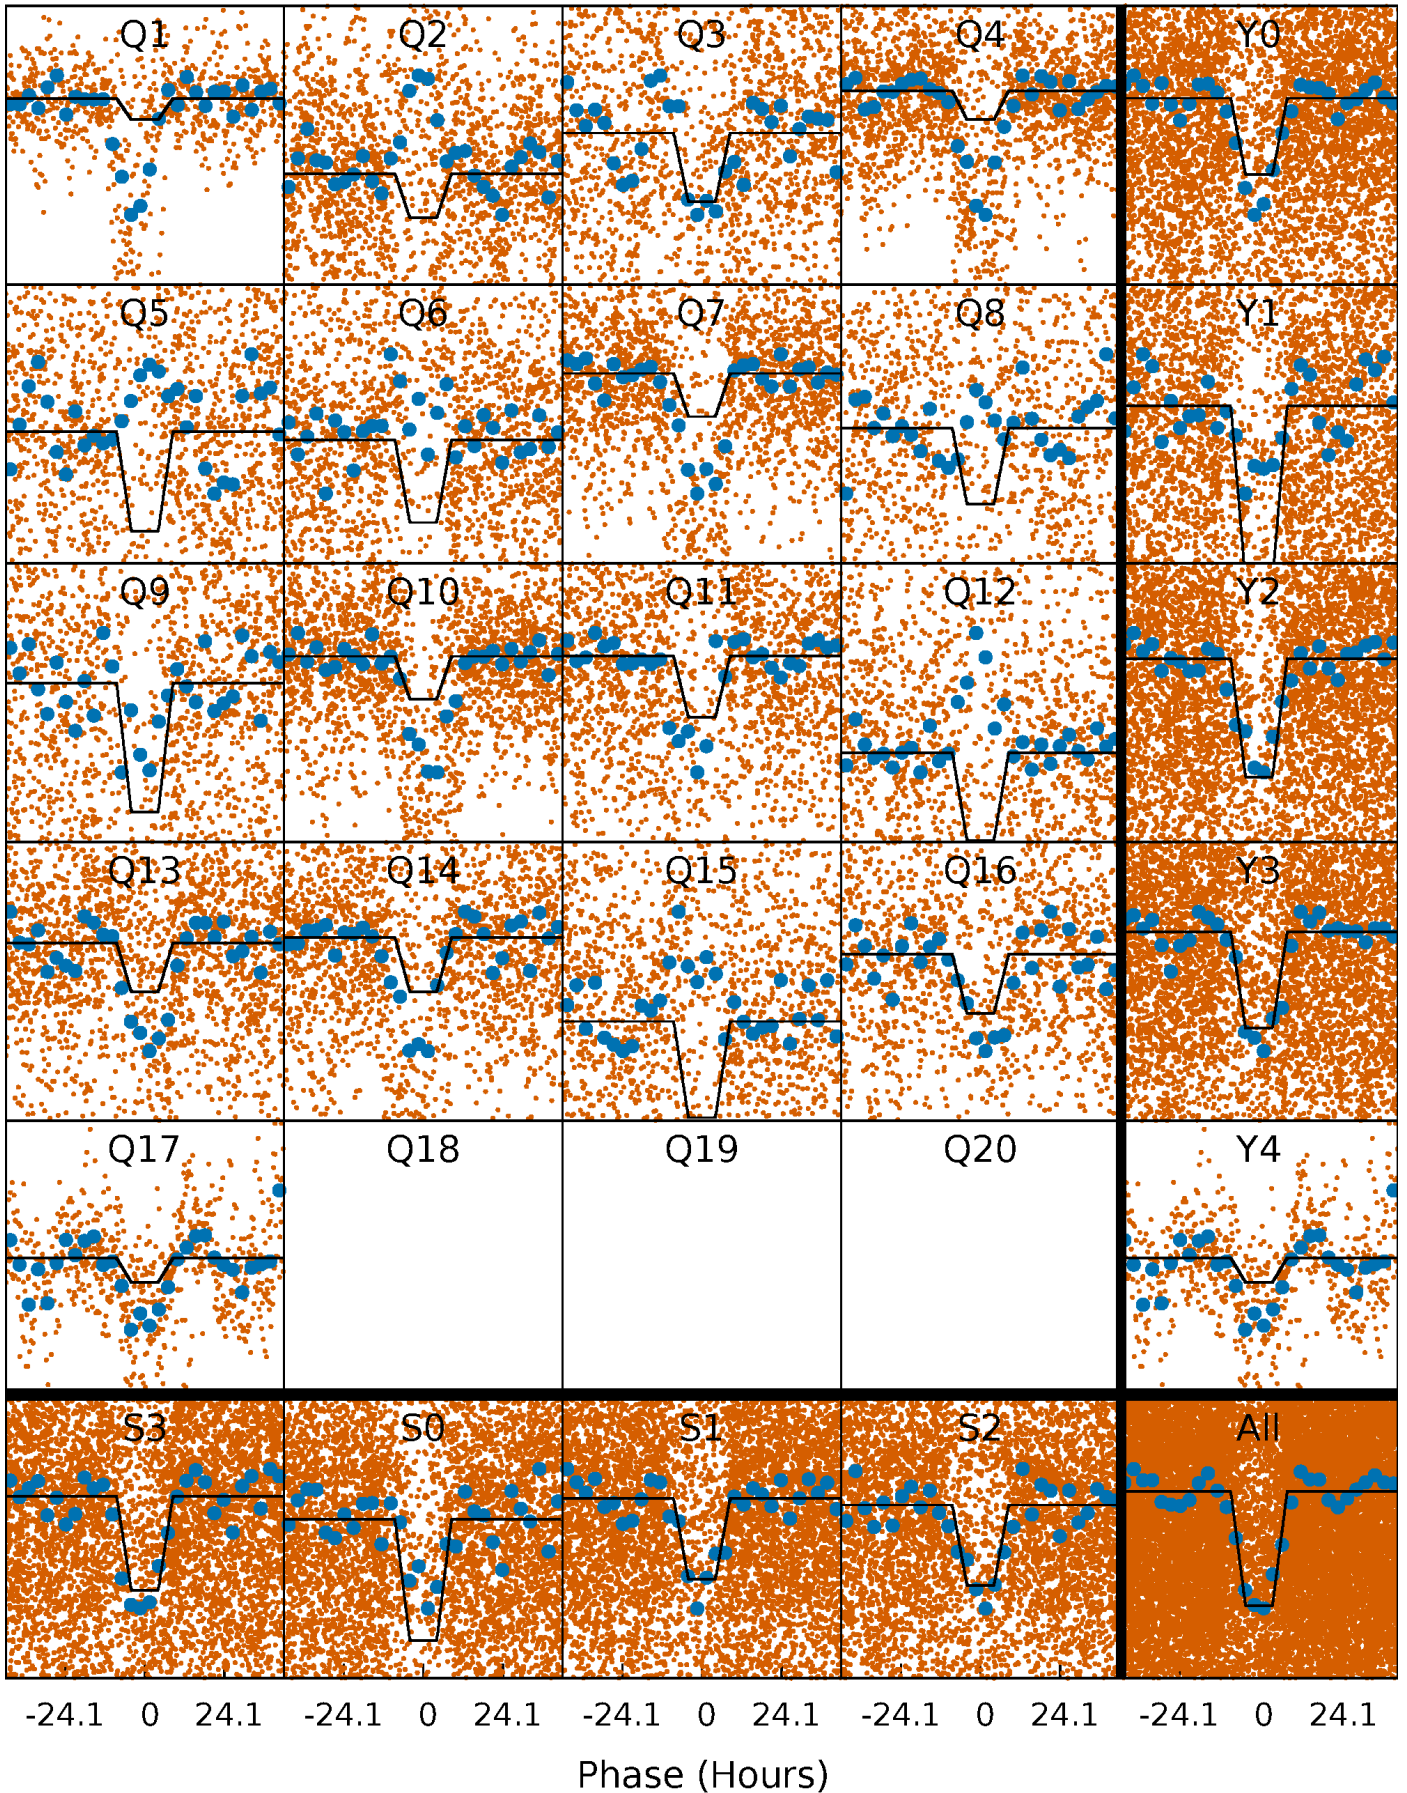 Q1 Q2 Q3 Q4 Y0
Q5 Q6 Q7 Q8 Y1
Q9 Q10 Q11 Q12 Y2
Q13 Q14 Q15 Q16 Y3
Q17 Q18 Q19 Q20 Y4
S3 S0 S1 S2 All
-24.1 0 24.1 -24.1 0 24.1 -24.1 0 24.1 -24.1 0 24.1 -24.1 0 24.1
Phase (Hours)